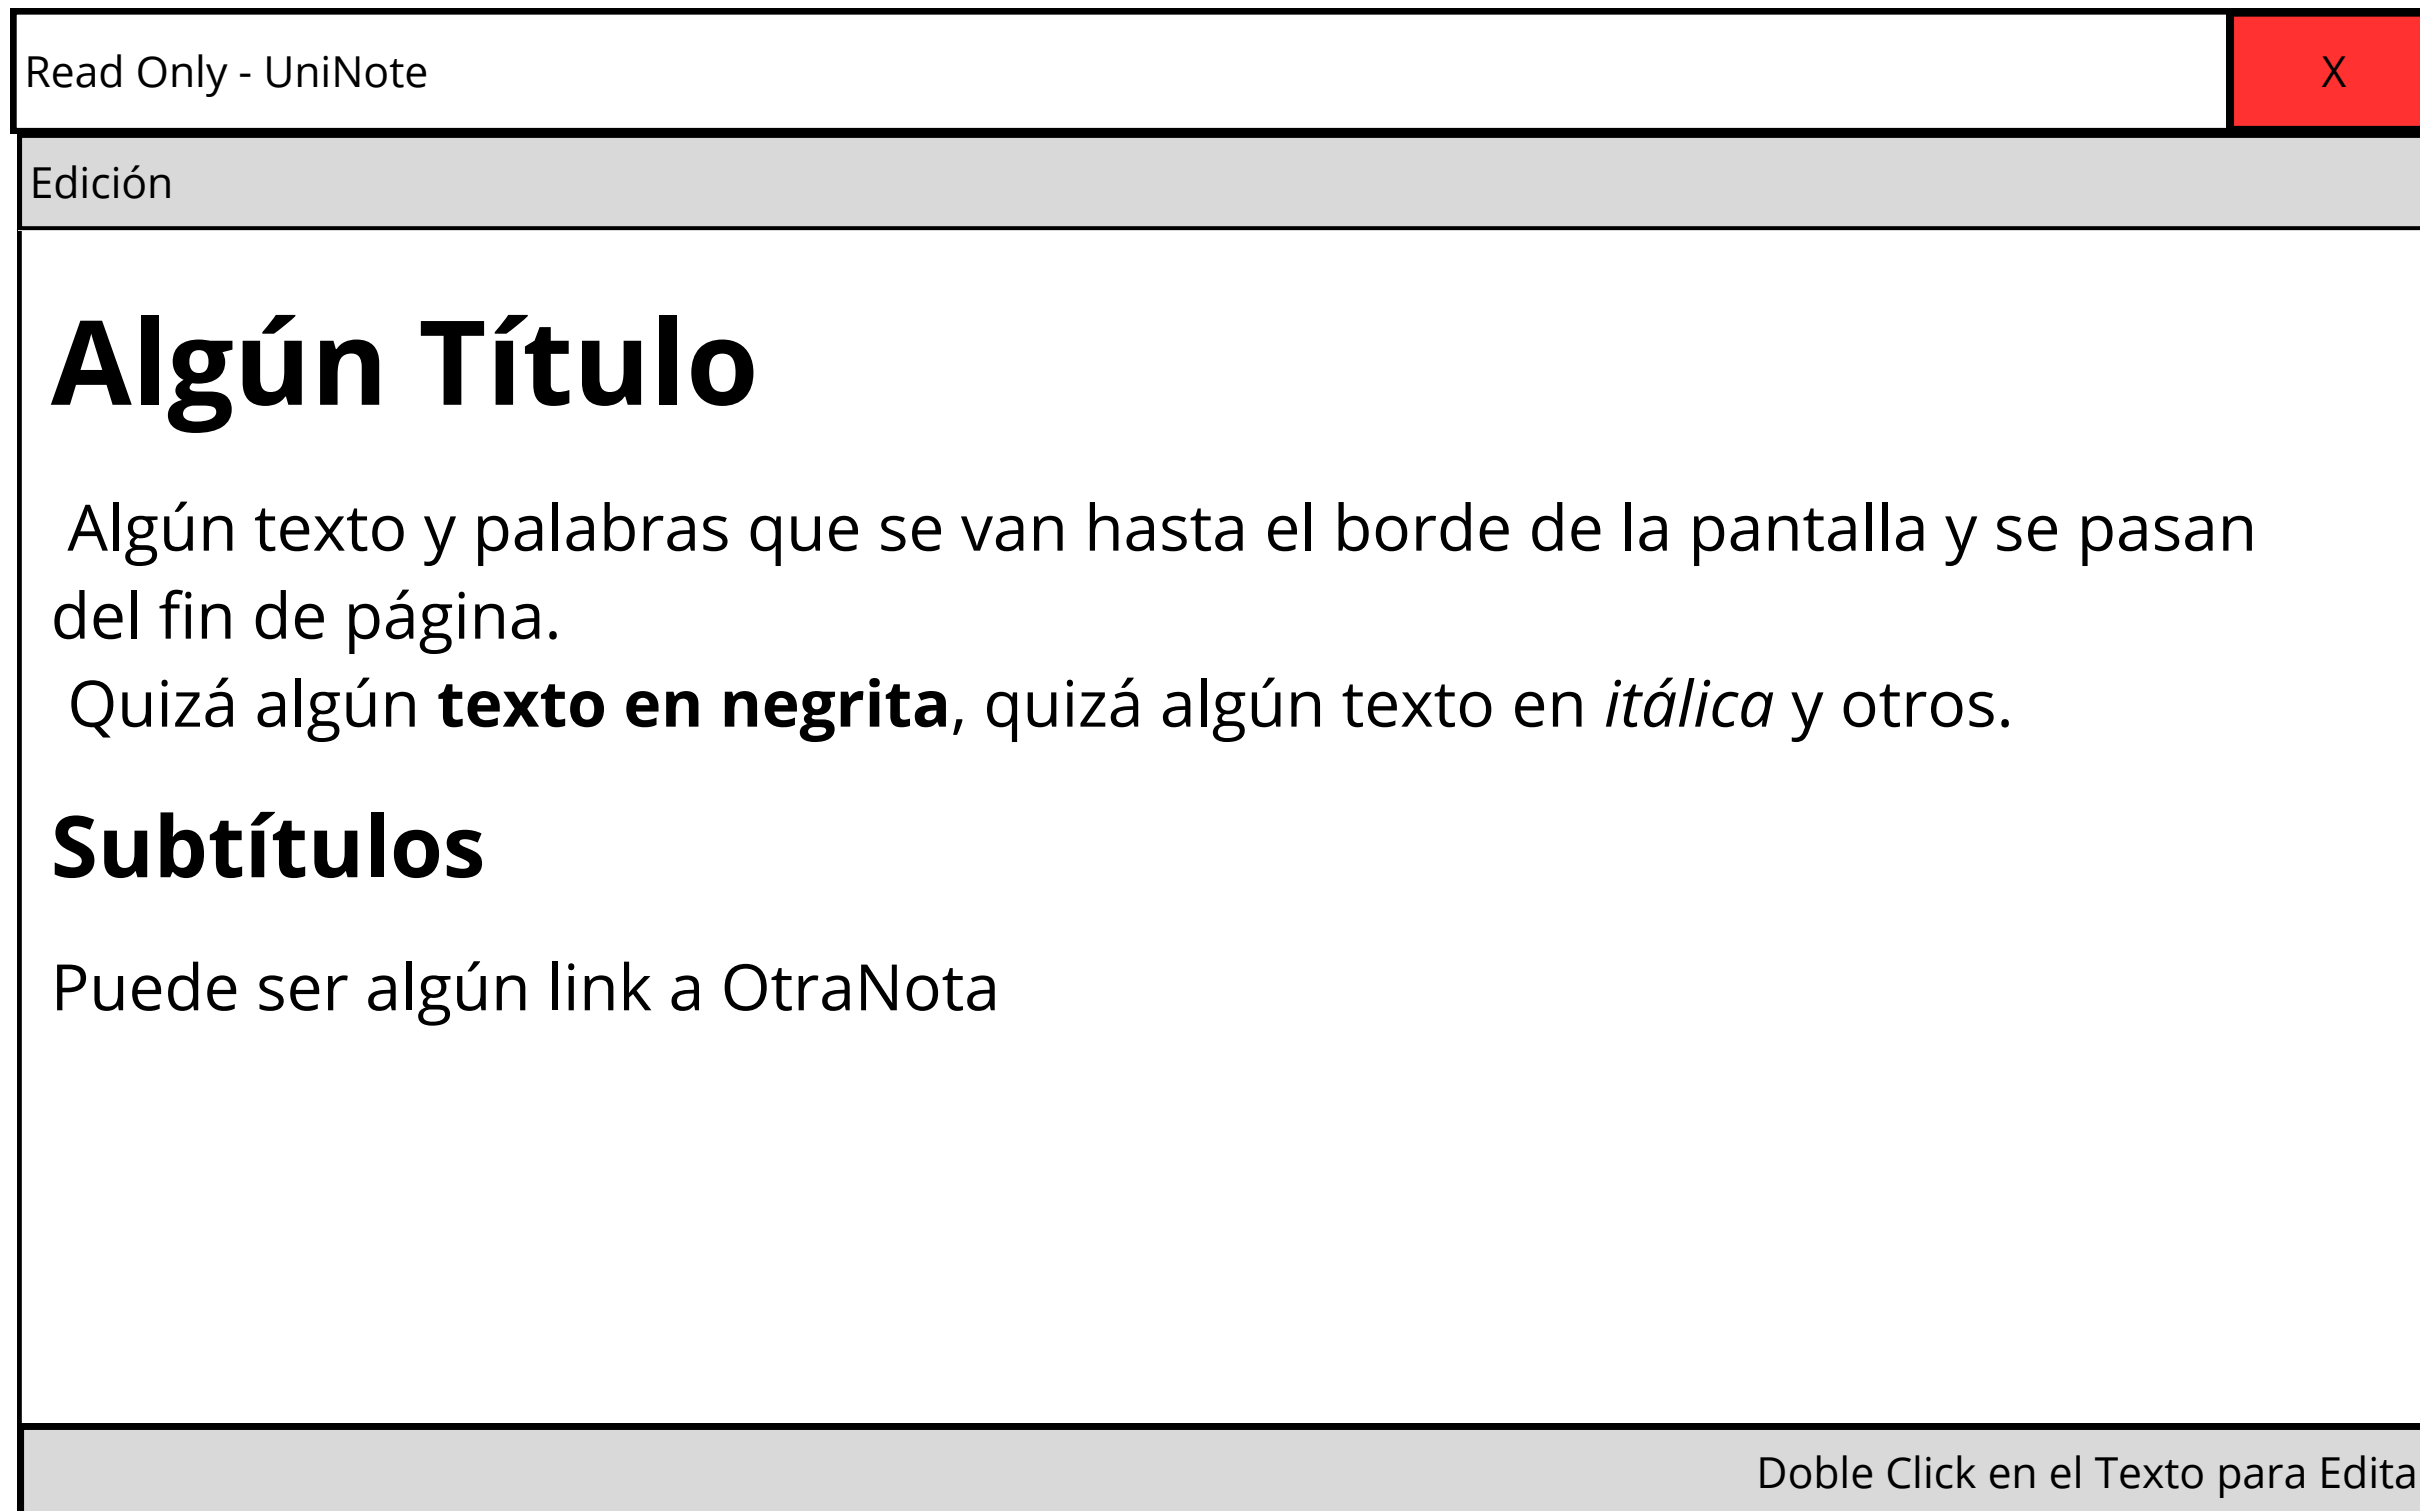 Read Only - UniNote
X
Edición
Algún Título
Algún texto y palabras que se van hasta el borde de la pantalla y se pasan
del fin de página.
Quizá algún texto en negrita, quizá algún texto en itálica y otros.
Subtítulos
Puede ser algún link a OtraNota
Doble Click en el Texto para Edita